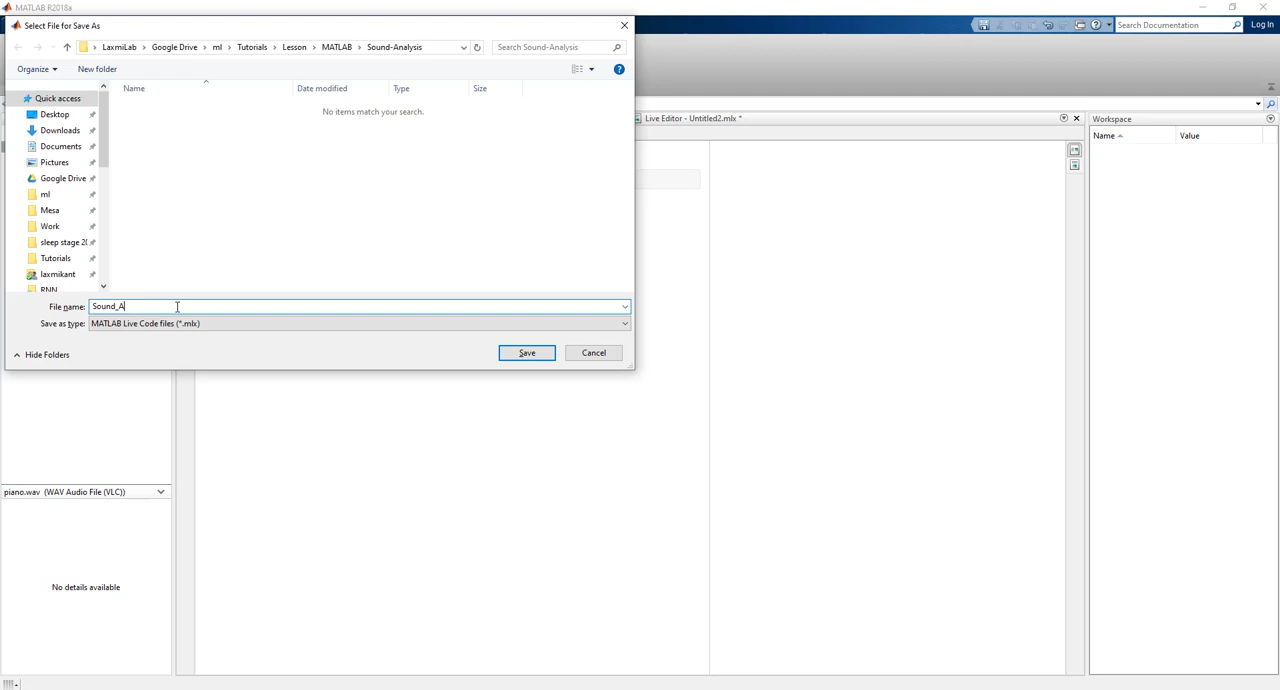 MATLAB R2018a
Select File for Save As
LaxmiLab > Google Drive > ml > Tutorials > Lesson > MATLAB > Sound-Analysis
Search Sound-Analysis
Search Documentation
Log In
Organize
New folder
Name
Date modified
Type
Size
No items match your search.
Quick access
Desktop
Downloads
Documents
Pictures
Google Drive
ml
Mesa
Work
sleep stage 20
Tutorials
laxmikant
RNN
File name: Sound_A
Save as type: MATLAB Live Code files (*.mlx)
Hide Folders
Save
Cancel
Live Editor - Untitled2.mlx *
Workspace
Name
Value
piano.wav (WAV Audio File (VLC))
No details available